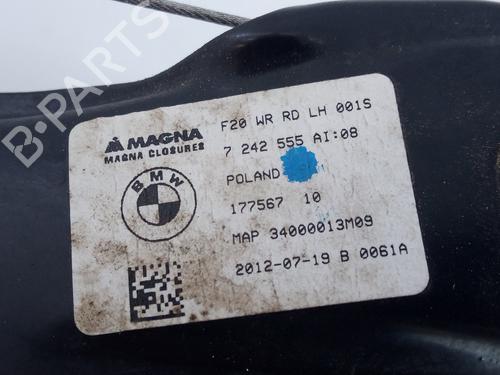 MAGNA
MAGNA CLOSURES
BMW
F20 WR RD LH 001S
7 242 555 AI:08
POLAND
177567 10
MAP 34000013M09
2012-07-19 B 0061A
B-PARTS